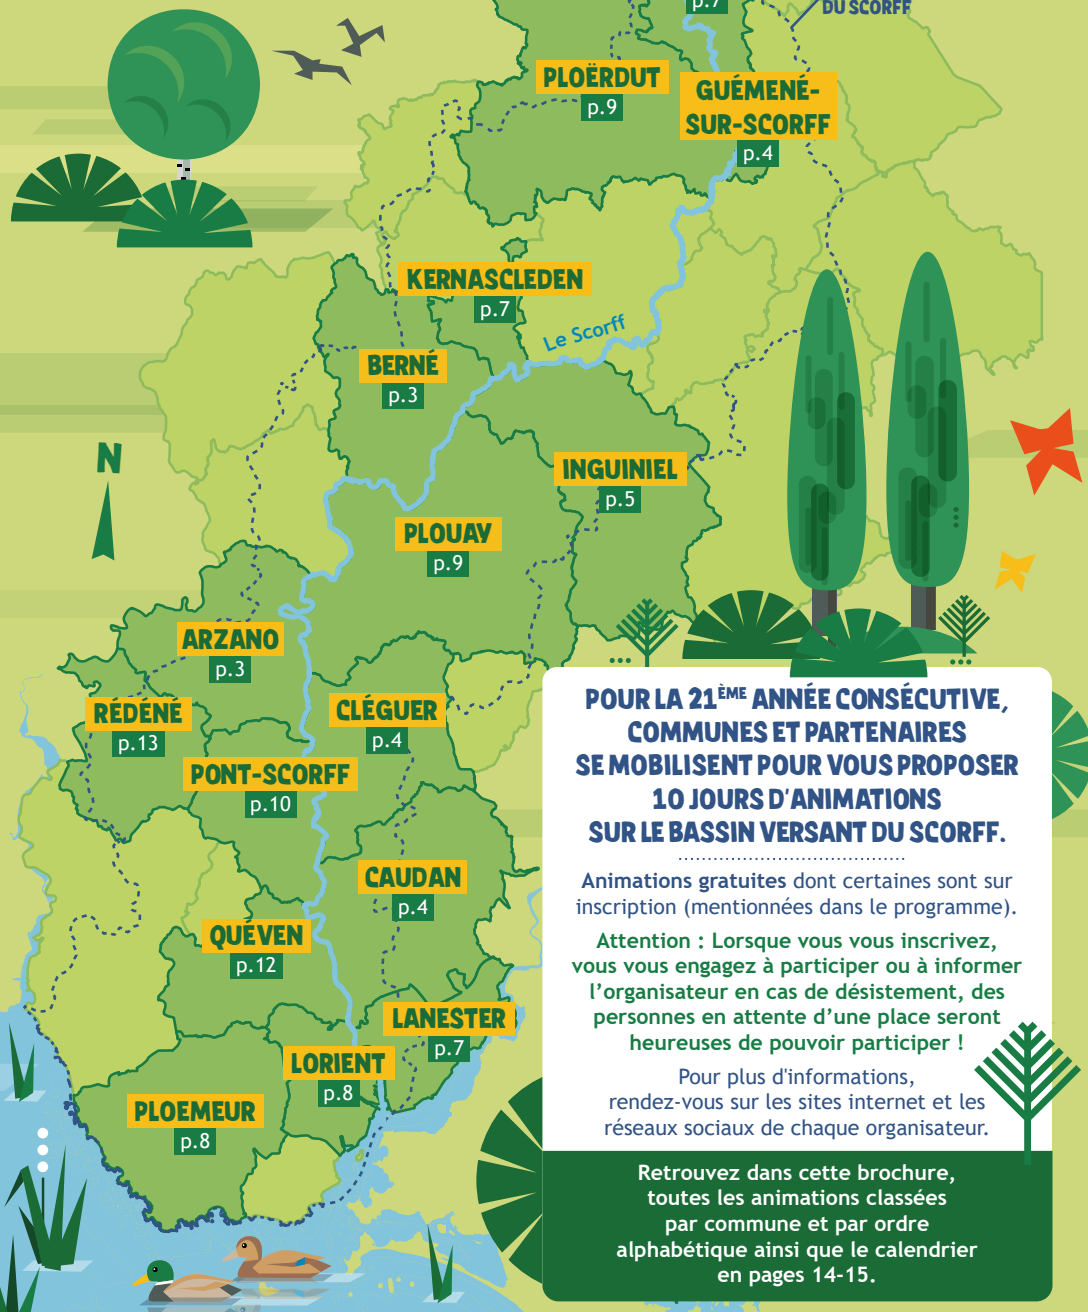 p.7
DU SCORFF
PLOËRDUT
p.9
GUÉMENÉ-
SUR-SCORFF
p.4
KERNASCLEDEN
p.7
Le Scorff
BERNÉ
p.3
N
INGUINIEL
p.5
PLOUAY
p.9
ARZANO
p.3
RÉDÉNÉ
p.13
CLÉGUER
p.4
PONT-SCORFF
p.10
CAUDAN
p.4
QUÉVEN
p.12
LANESTER
p.7
LORIENT
p.8
PLOEMEUR
p.8
POUR LA 21ÈME ANNÉE CONSÉCUTIVE,
COMMUNES ET PARTENAIRES
SE MOBILISENT POUR VOUS PROPOSER
10 JOURS D'ANIMATIONS
SUR LE BASSIN VERSANT DU SCORFF.
Animations gratuites dont certaines sont sur
inscription (mentionnées dans le programme).
Attention : Lorsque vous vous inscrivez,
vous vous engagez à participer ou à informer
l’organisateur en cas de désistement, des
personnes en attente d’une place seront
heureuses de pouvoir participer !
Pour plus d'informations,
rendez-vous sur les sites internet et les
réseaux sociaux de chaque organisateur.
Retrouvez dans cette brochure,
toutes les animations classées
par commune et par ordre
alphabétique ainsi que le calendrier
en pages 14-15.